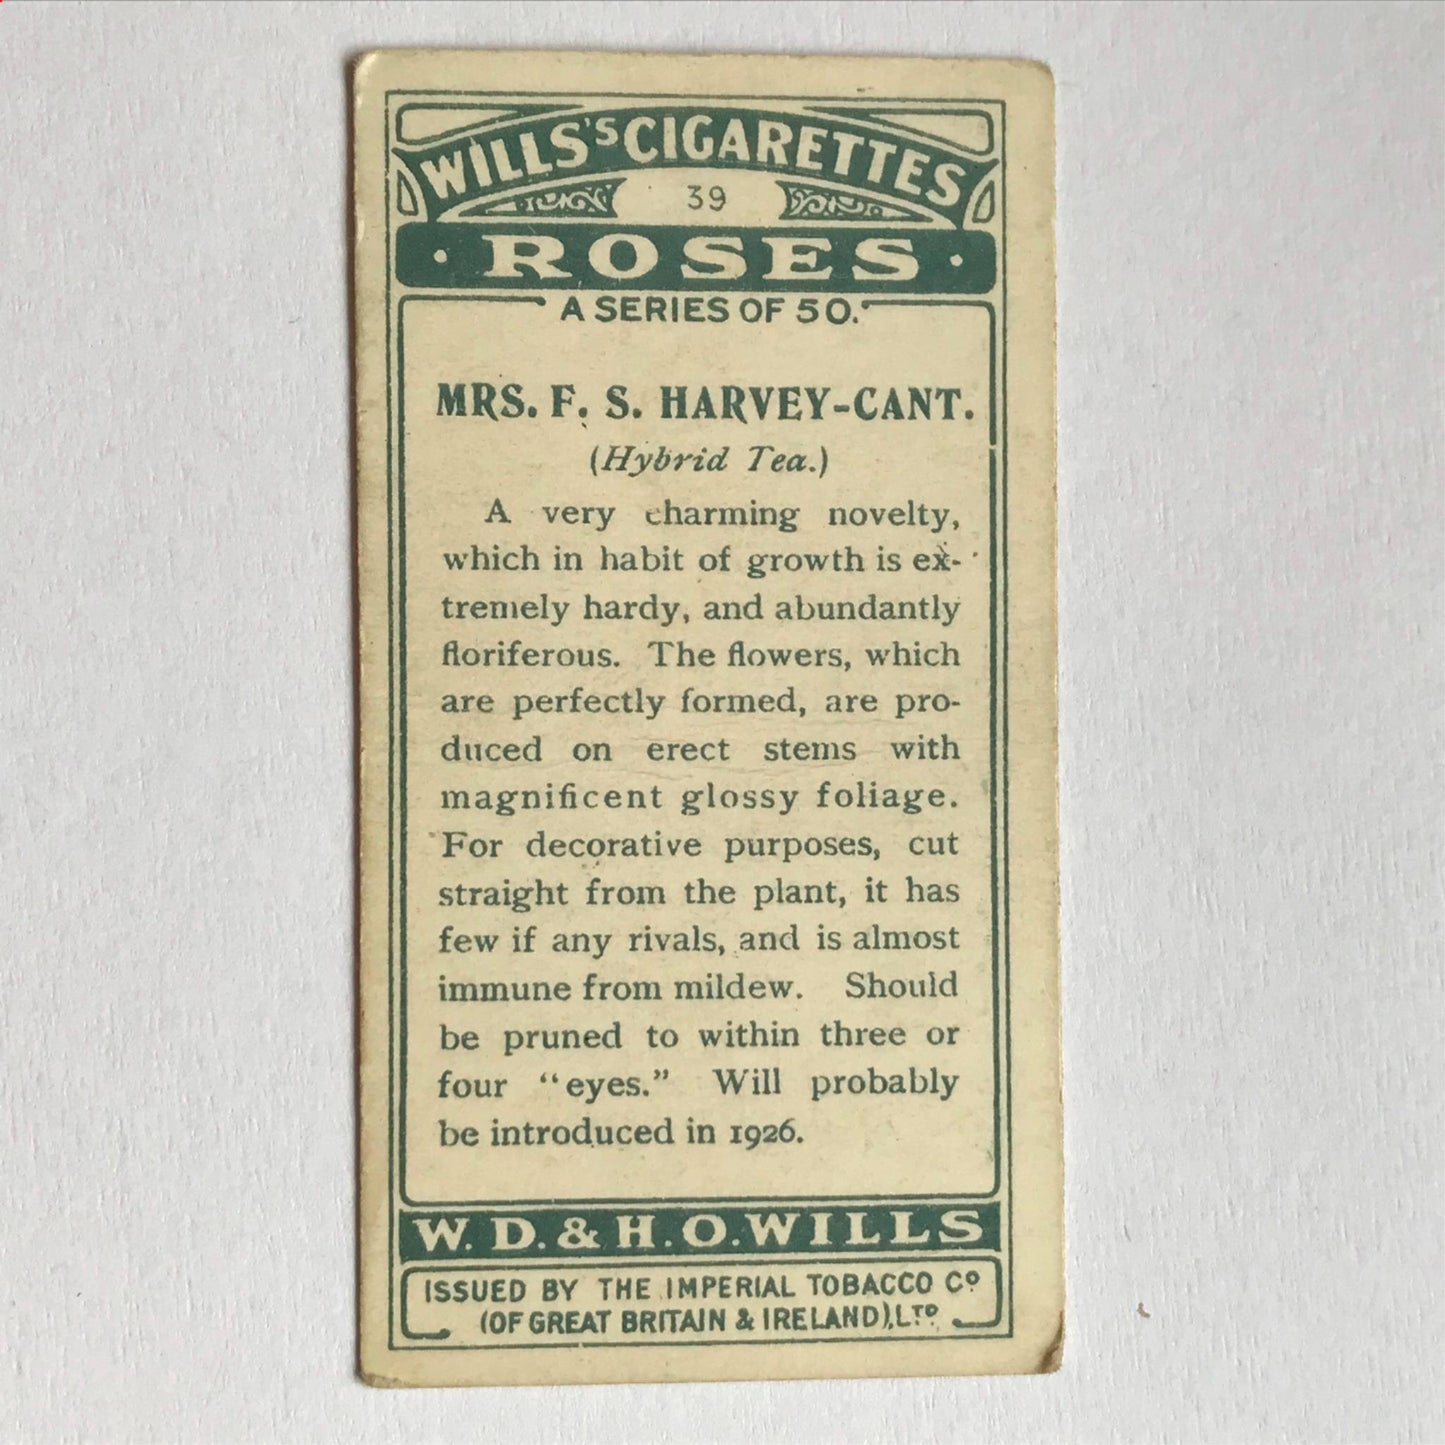 WILLS'S CIGARETTES
39
· ROSES ·
A SERIES OF 50.
MRS. F. S. HARVEY-CANT.
(Hybrid Tea.)
A very charming novelty,
which in habit of growth is ex-
tremely hardy, and abundantly
floriferous. The flowers, which
are perfectly formed, are pro-
duced on erect stems with
magnificent glossy foliage.
For decorative purposes, cut
straight from the plant, it has
few if any rivals, and is almost
immune from mildew. Should
be pruned to within three or
four "eyes." Will probably
be introduced in 1926.
W. D. & H. O. WILLS
ISSUED BY THE IMPERIAL TOBACCO Cº
(OF GREAT BRITAIN & IRELAND), LTº.